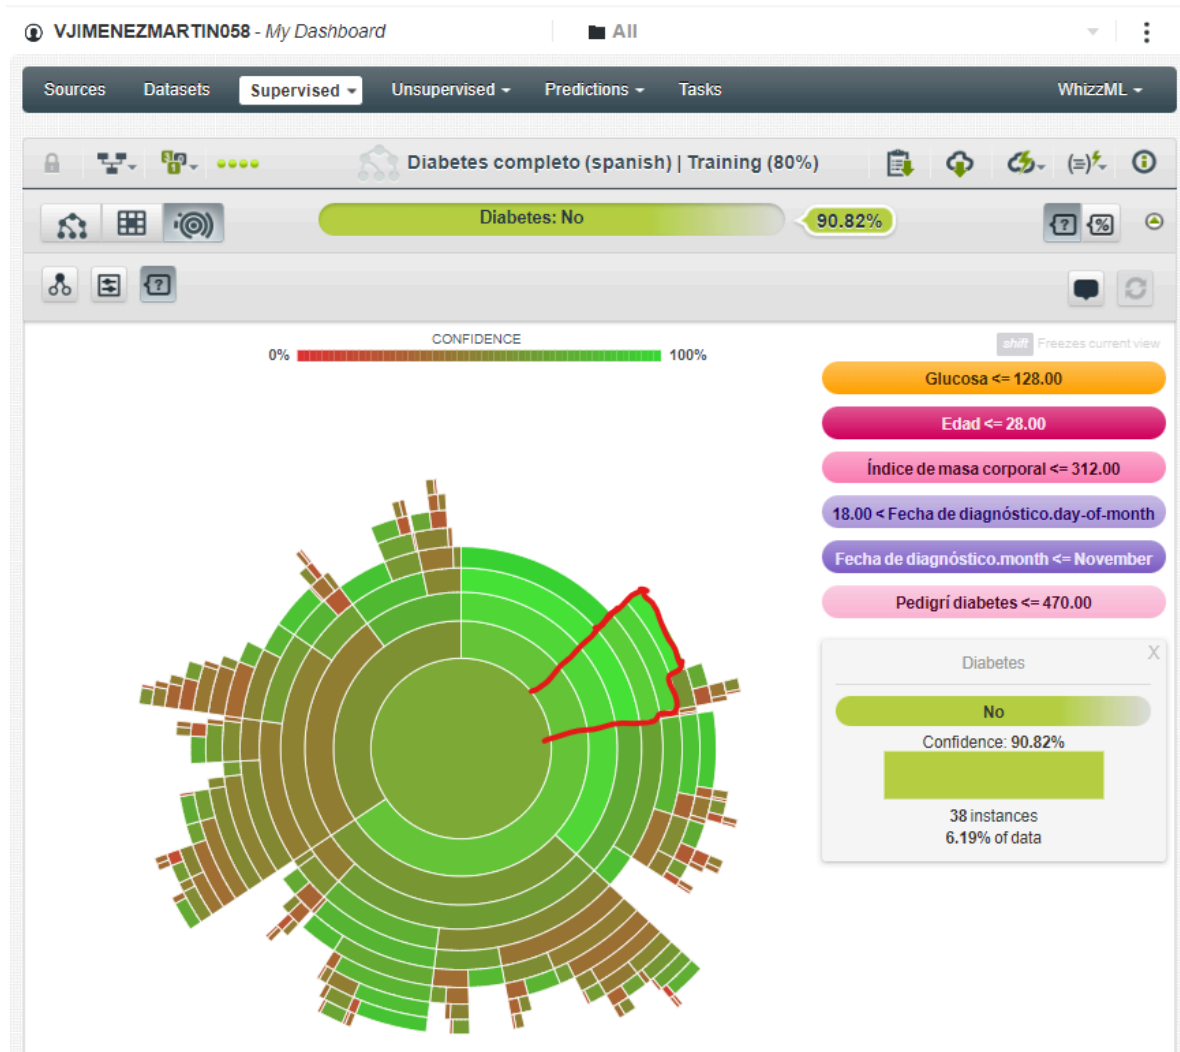 VJIMENEZMARTIN058 - My Dashboard
All
Sources Datasets Supervised Unsupervised Predictions Tasks WhizzML
Diabetes completo (spanish) | Training (80%)
Diabetes: No
90.82%
CONFIDENCE
0% 100%
shift Freezes current view
Glucosa <= 128.00
Edad <= 28.00
Índice de masa corporal <= 312.00
18.00 < Fecha de diagnóstico.day-of-month
Fecha de diagnóstico.month <= November
Pedigrí diabetes <= 470.00
Diabetes X
No
Confidence: 90.82%
38 instances
6.19% of data